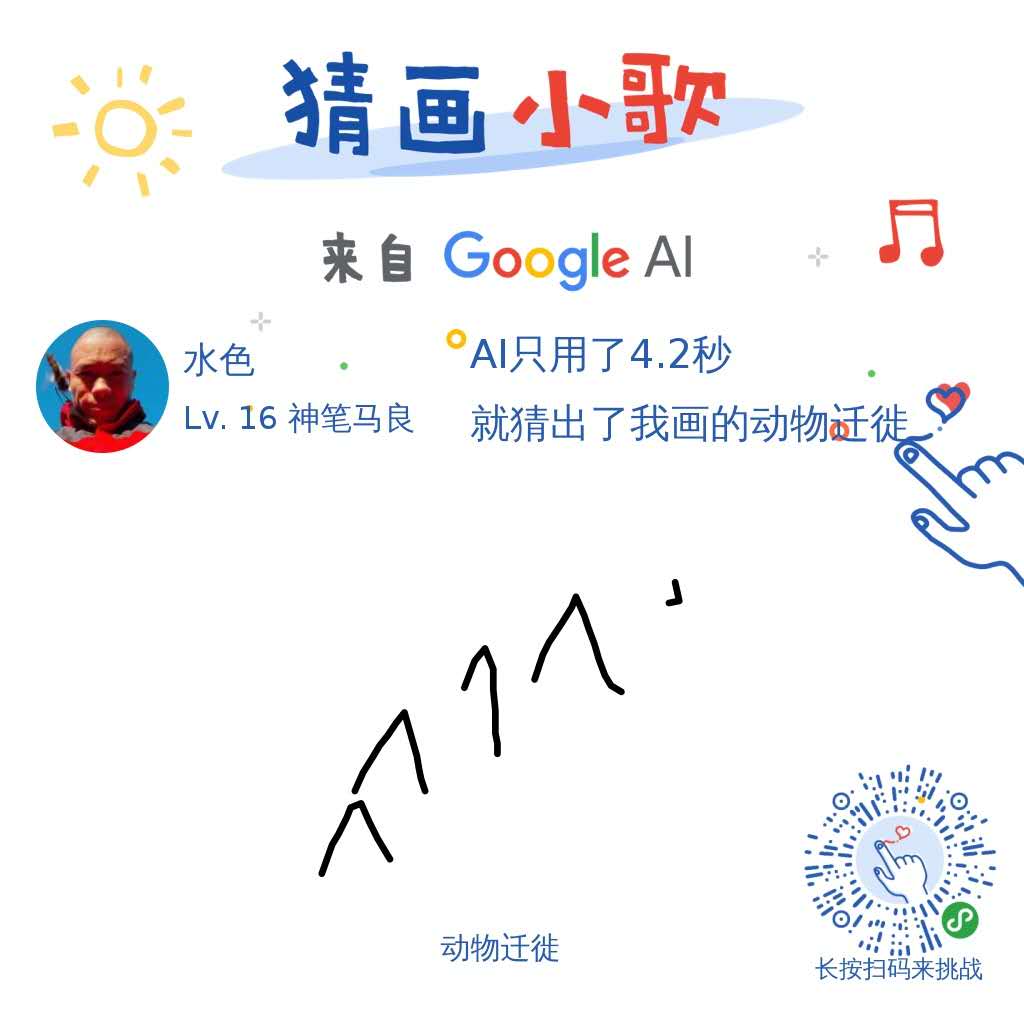 猜画小歌
来自 Google AI
水色
Lv. 16 神笔马良
AI只用了4.2秒
就猜出了我画的动物迁徙
动物迁徙
长按扫码来挑战